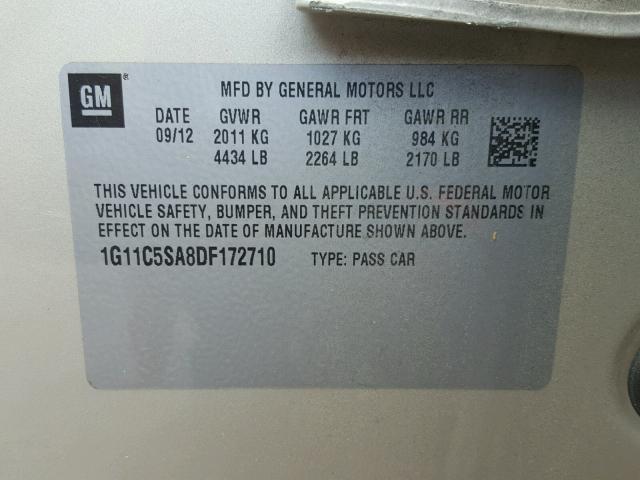 GM®
MFD BY GENERAL MOTORS LLC
DATE GVWR GAWR FRT GAWR RR
09/12 2011 KG 1027 KG 984 KG
4434 LB 2264 LB 2170 LB
THIS VEHICLE CONFORMS TO ALL APPLICABLE U.S. FEDERAL MOTOR
VEHICLE SAFETY, BUMPER, AND THEFT PREVENTION STANDARDS IN
EFFECT ON THE DATE OF MANUFACTURE SHOWN ABOVE.
1G11C5SA8DF172710 TYPE: PASS CAR